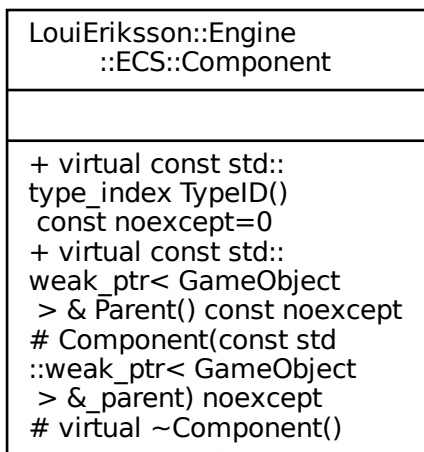 LouiEriksson::Engine
::ECS::Component
+ virtual const std::
type_index TypeID()
const noexcept=0
+ virtual const std::
weak_ptr< GameObject
> & Parent() const noexcept
# Component(const std
::weak_ptr< GameObject
> &_parent) noexcept
# virtual ~Component()